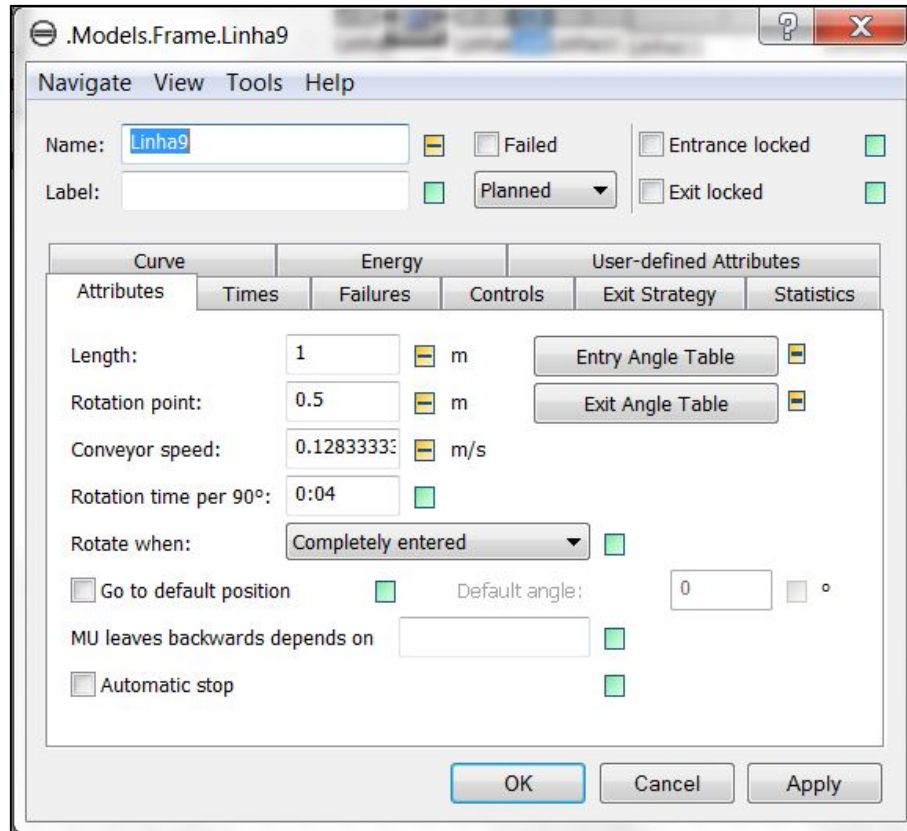 .Models.Frame.Linha9
Navigate View Tools Help
Name: Linha9 Failed Entrance locked
Label: Planned Exit locked
Curve Energy User-defined Attributes
Attributes Times Failures Controls Exit Strategy Statistics
Length: 1 m Entry Angle Table
Rotation point: 0.5 m Exit Angle Table
Conveyor speed: 0.12833333 m/s
Rotation time per 90º: 0:04
Rotate when: Completely entered
Go to default position Default angle: 0 º
MU leaves backwards depends on
Automatic stop
OK Cancel Apply